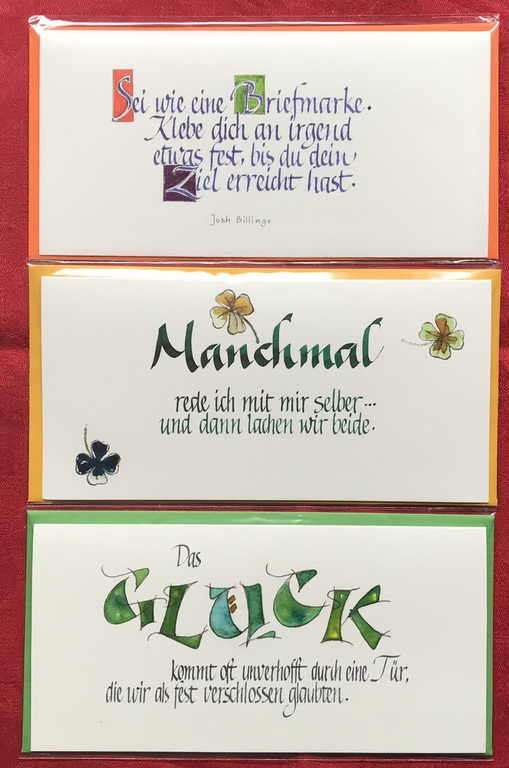 Sei wie eine Briefmarke.
Klebe dich an irgend
etwas fest, bis du dein
Ziel erreicht hast.
Josh Billings
Manchmal
rede ich mit mir selber...
und dann lachen wir beide.
Das
GLÜCK
kommt oft unverhofft durch eine Tür,
die wir als fest verschlossen glaubten.